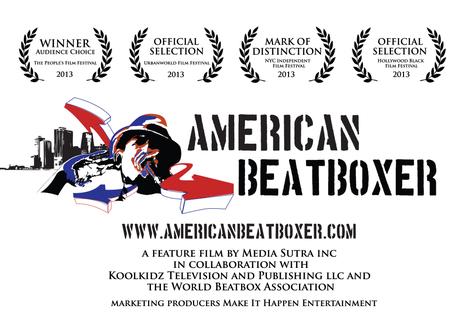 WINNER
AUDIENCE CHOICE
THE PEOPLE'S FILM FESTIVAL
2013
OFFICIAL
SELECTION
URBANWORLD FILM FESTIVAL
2013
MARK OF
DISTINCTION
NYC INDEPENDENT
FILM FESTIVAL
2013
OFFICIAL
SELECTION
HOLLYWOOD BLACK
FILM FESTIVAL
2013
AMERICAN
BEATBOXER
WWW.AMERICANBEATBOXER.COM
A FEATURE FILM BY MEDIA SUTRA INC
IN COLLABORATION WITH
KOOLKIDZ TELEVISION AND PUBLISHING LLC AND
THE WORLD BEATBOX ASSOCIATION
MARKETING PRODUCERS MAKE IT HAPPEN ENTERTAINMENT